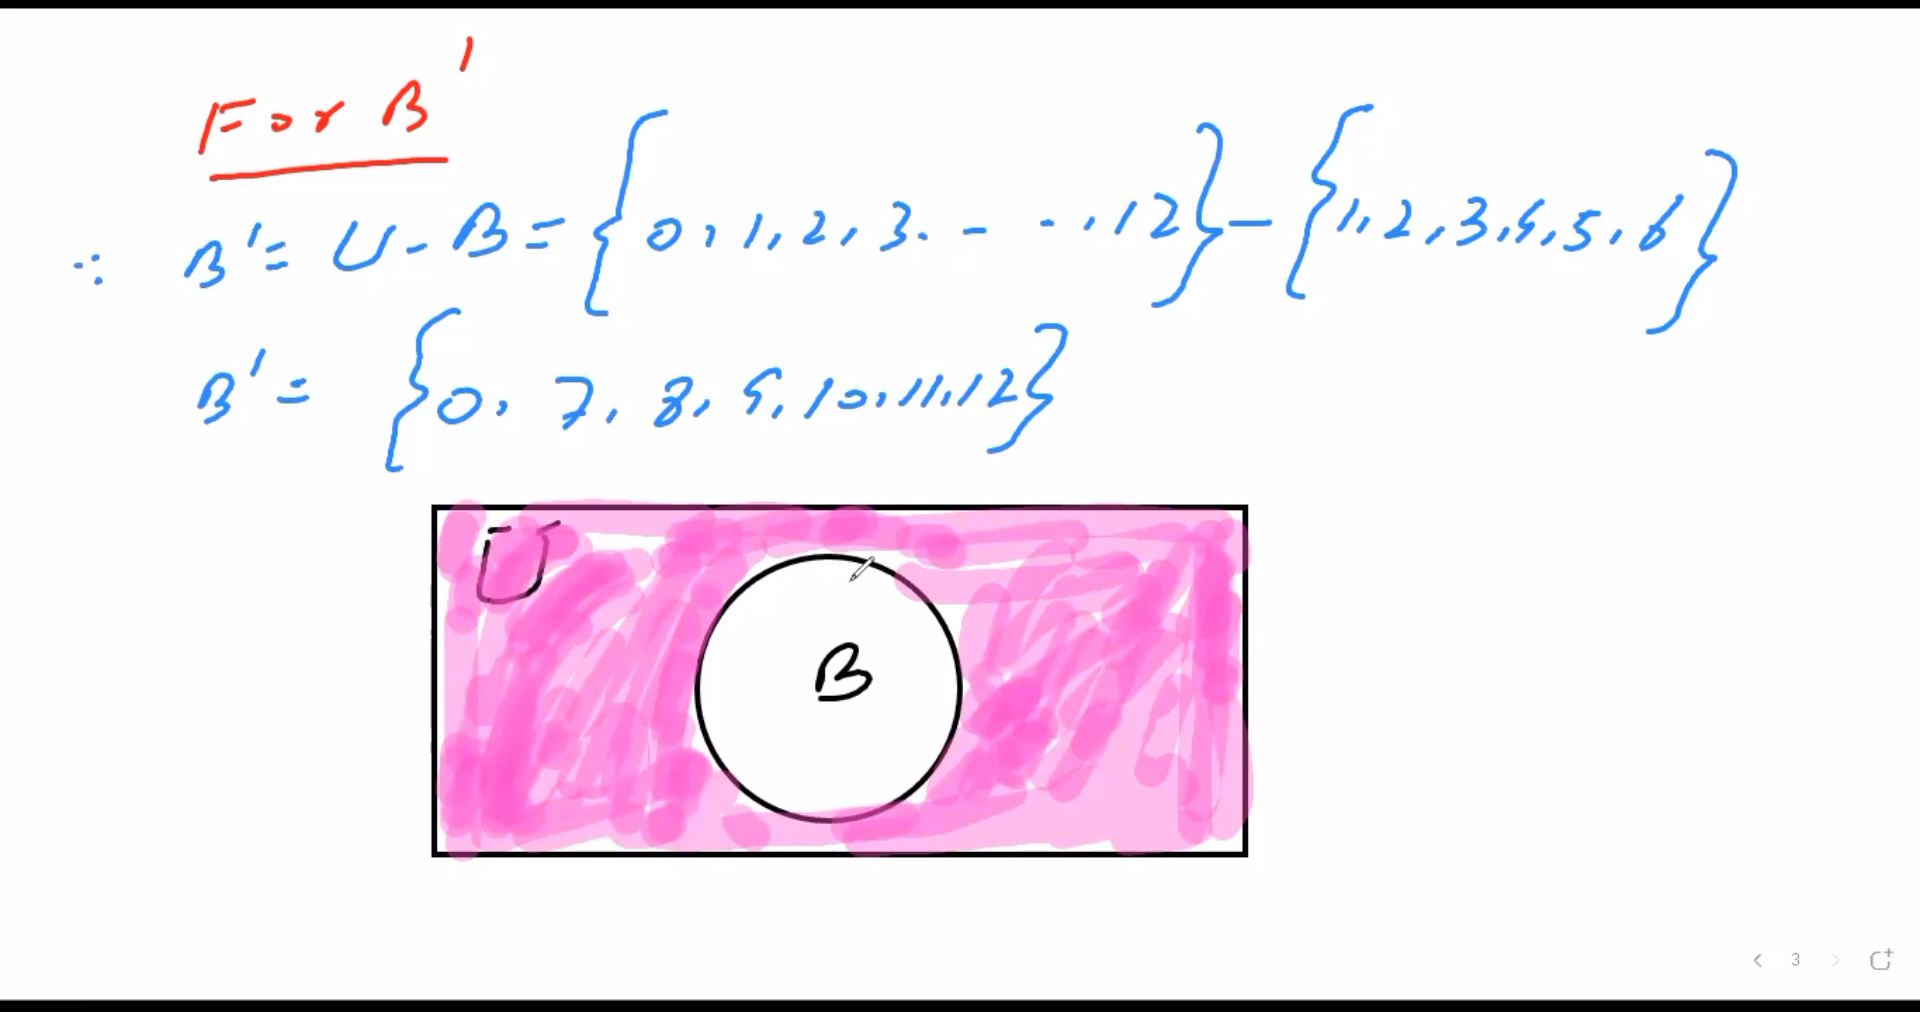 For B'
∵ B' = U - B = {0, 1, 2, 3. - - ., 12} - {1, 2, 3, 4, 5, 6}
B' = {0, 7, 8, 9, 10, 11, 12}
U
B
3